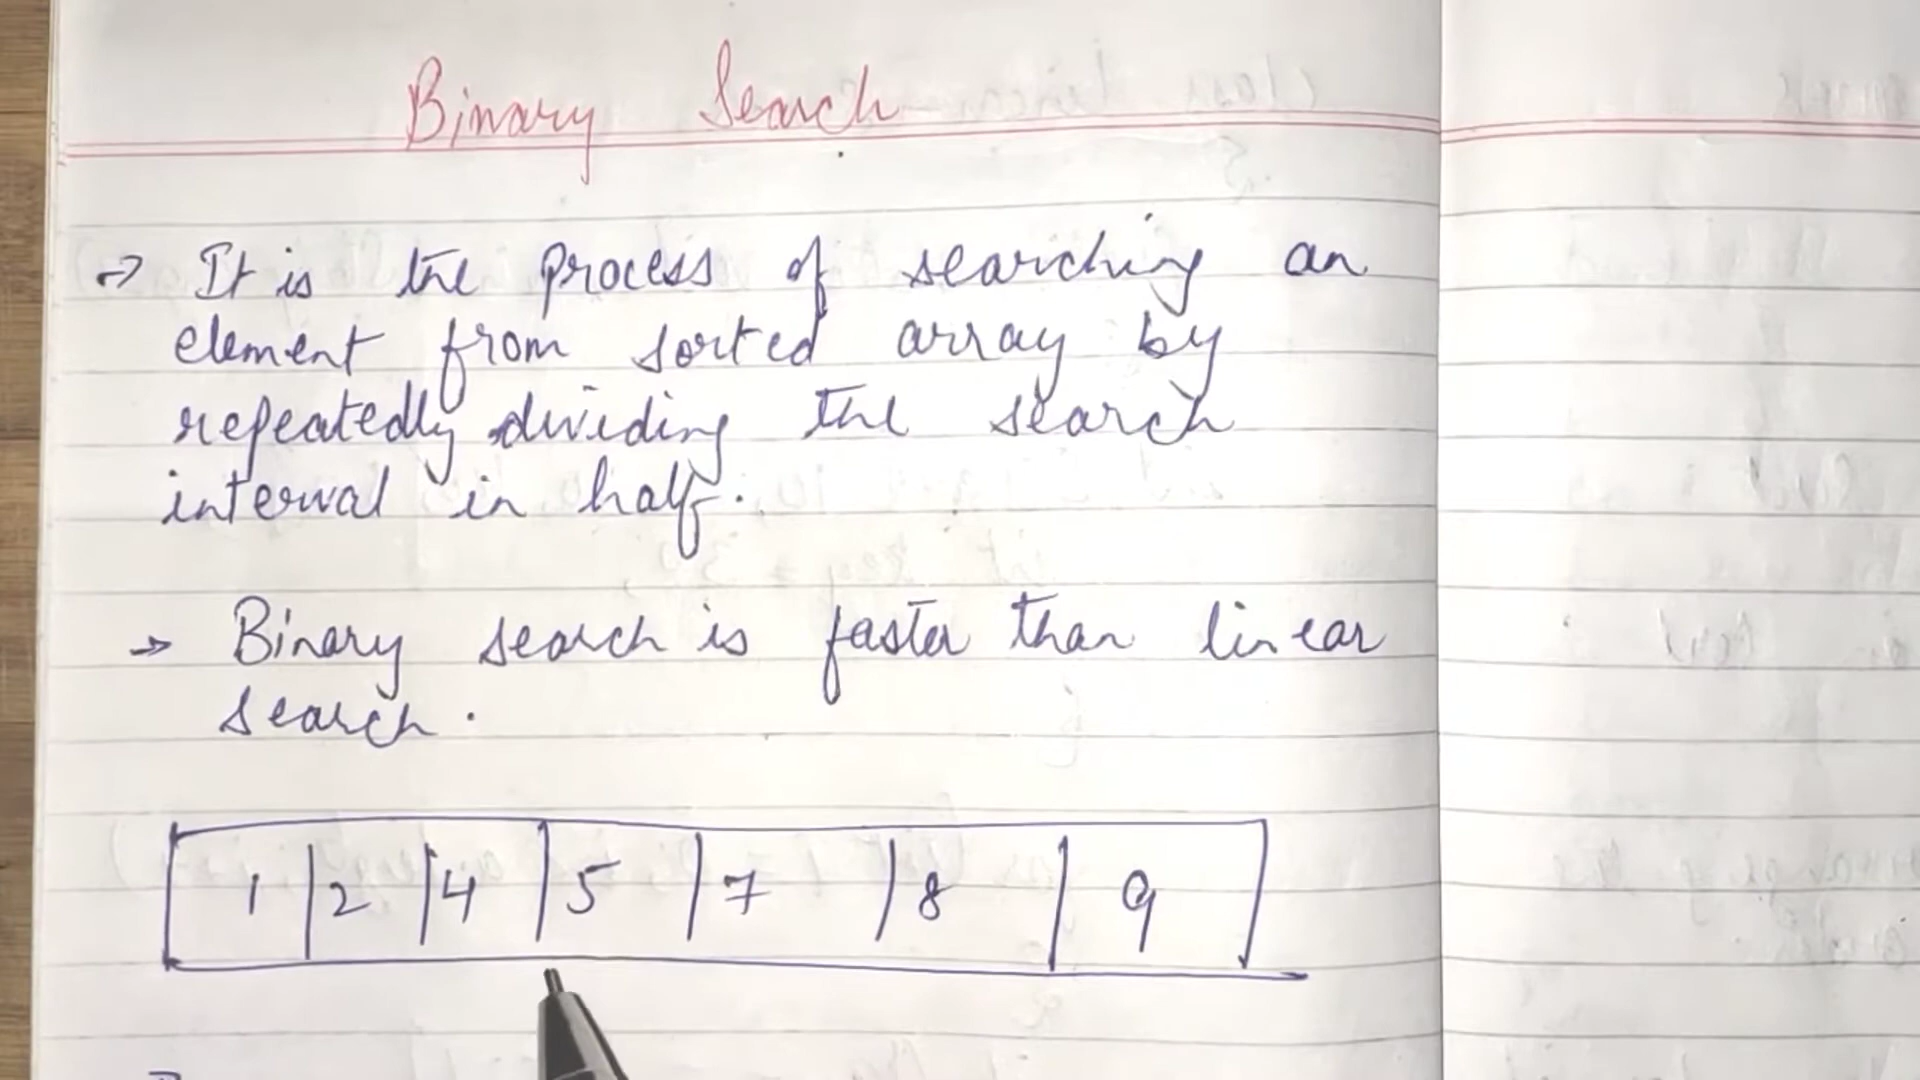 Binary Search
→ It is the process of searching an
element from sorted array by
repeatedly dividing the search
interval in half.
→ Binary search is faster than linear
search.
1 | 2 | 4 | 5 | 7 | 8 | 9